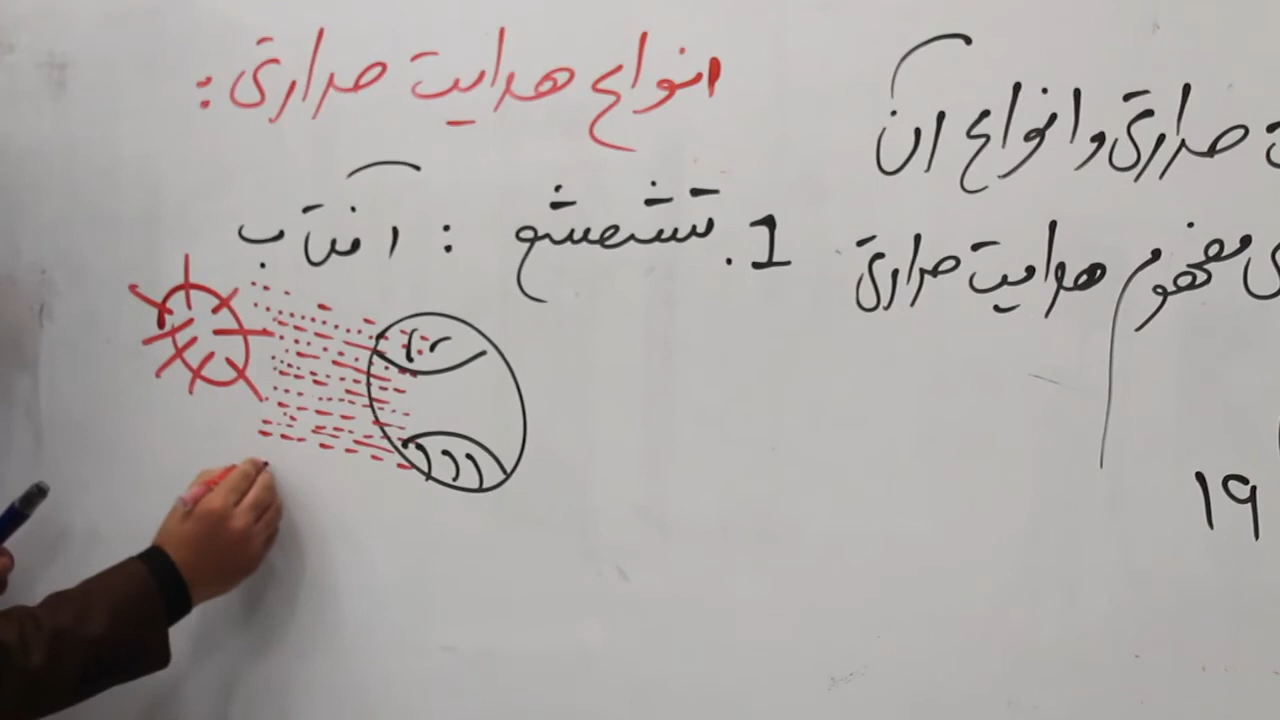 حرارتی و انواع آن
مفهوم هدایت حرارتی
۱۹
انواع هدایت حرارتی:
1. تشعشع : آفتاب